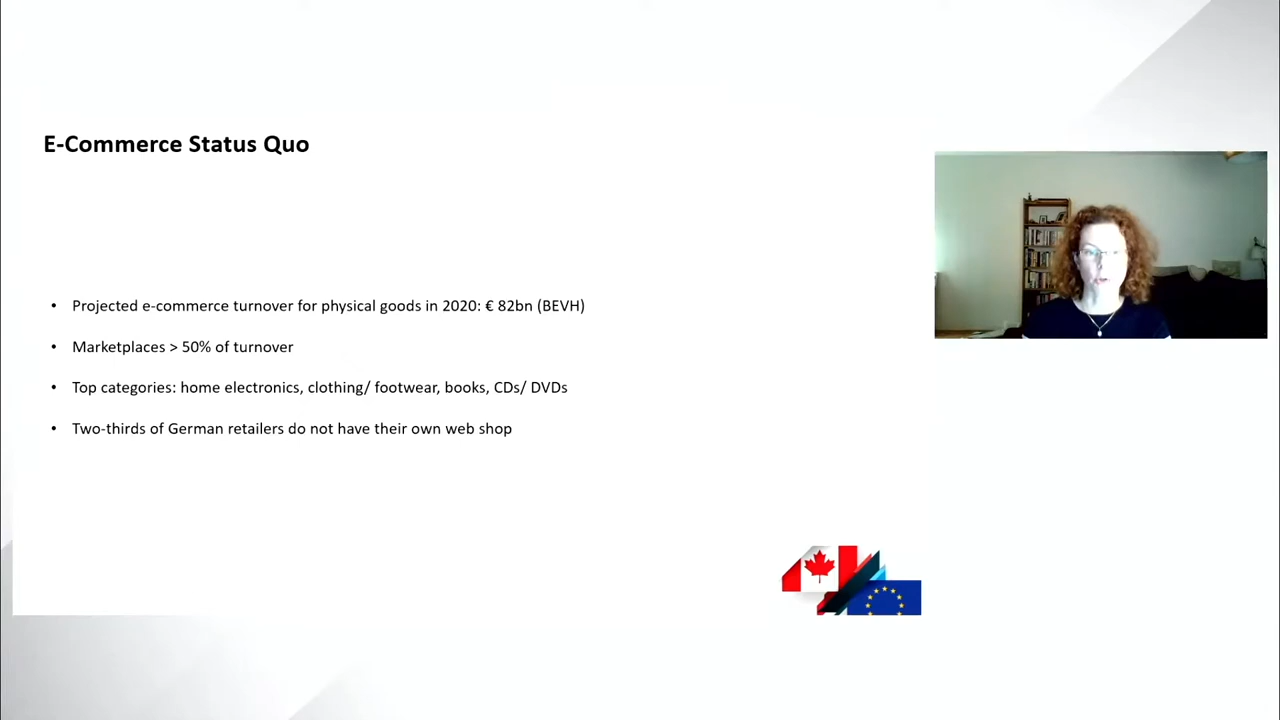 E-Commerce Status Quo
• Projected e-commerce turnover for physical goods in 2020: € 82bn (BEVH)
• Marketplaces > 50% of turnover
• Top categories: home electronics, clothing/ footwear, books, CDs/ DVDs
• Two-thirds of German retailers do not have their own web shop